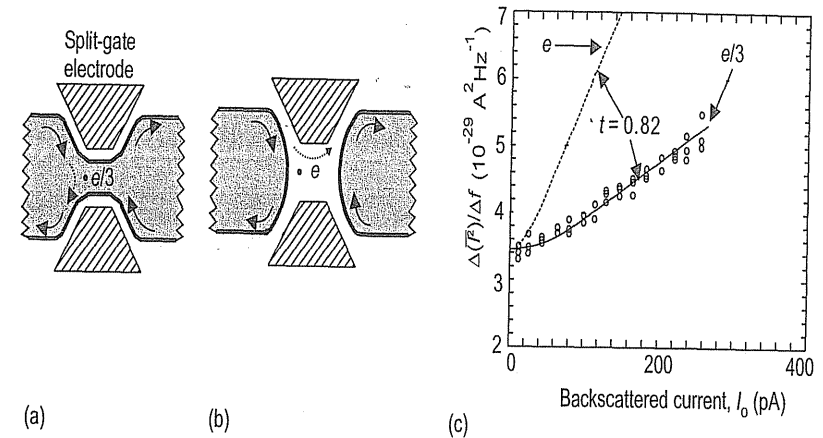 Split-gate
electrode
e/3
(a)
e
(b)
Δ(I²)/Δf (10⁻²⁹ A²Hz⁻¹)
7
6
5
4
3
2
0
200
400
e
e/3
t = 0.82
Backscattered current, Iₒ (pA)
(c)